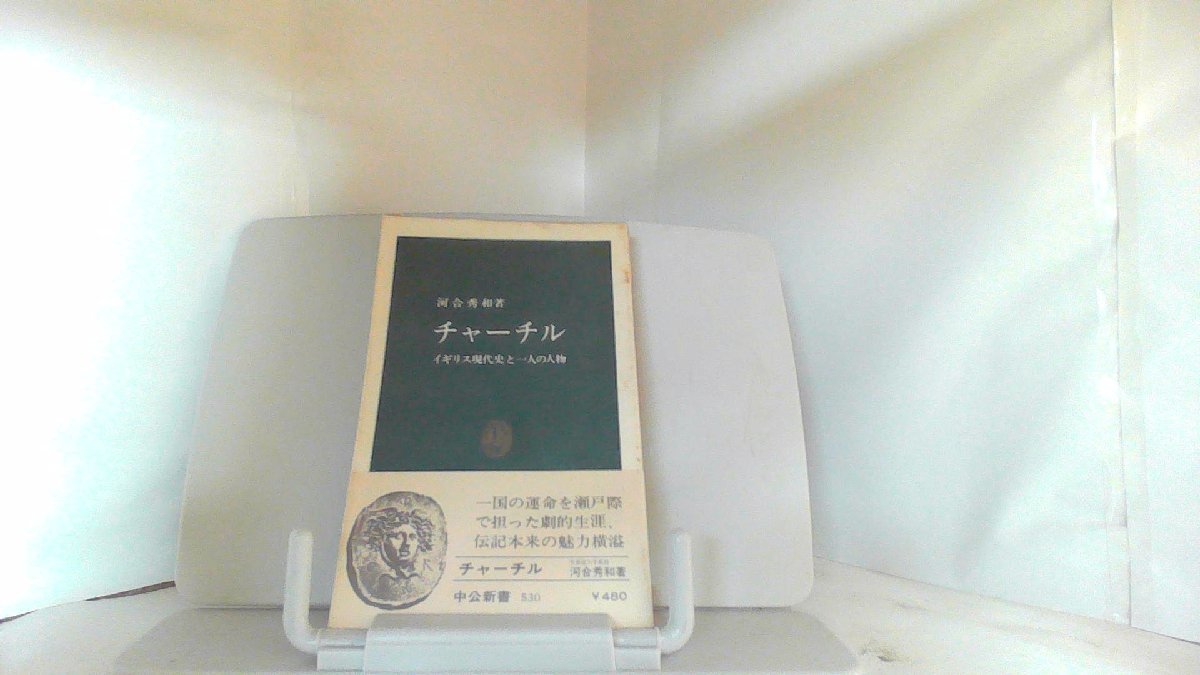 河合秀和著
チャーチル
イギリス現代史と一人の人物
一国の運命を瀬戸際
で担った劇的生涯、
伝記本来の魅力横溢
チャーチル
河合秀和著
中公新書 530
￥480